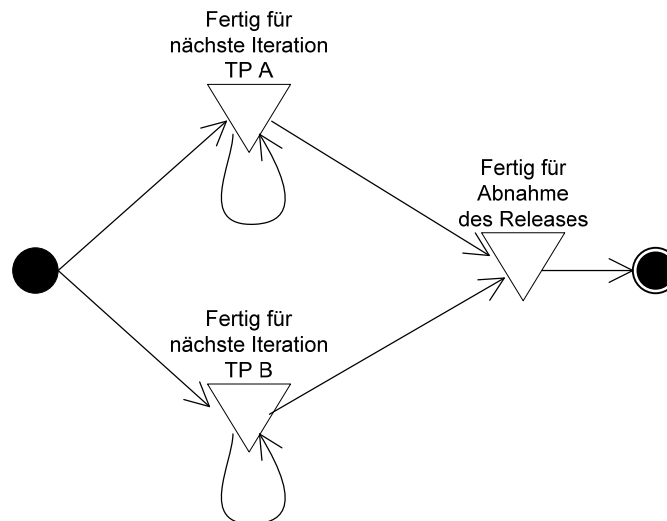 Fertig für
nächste Iteration
TP A
Fertig für
Abnahme
des Releases
Fertig für
nächste Iteration
TP B